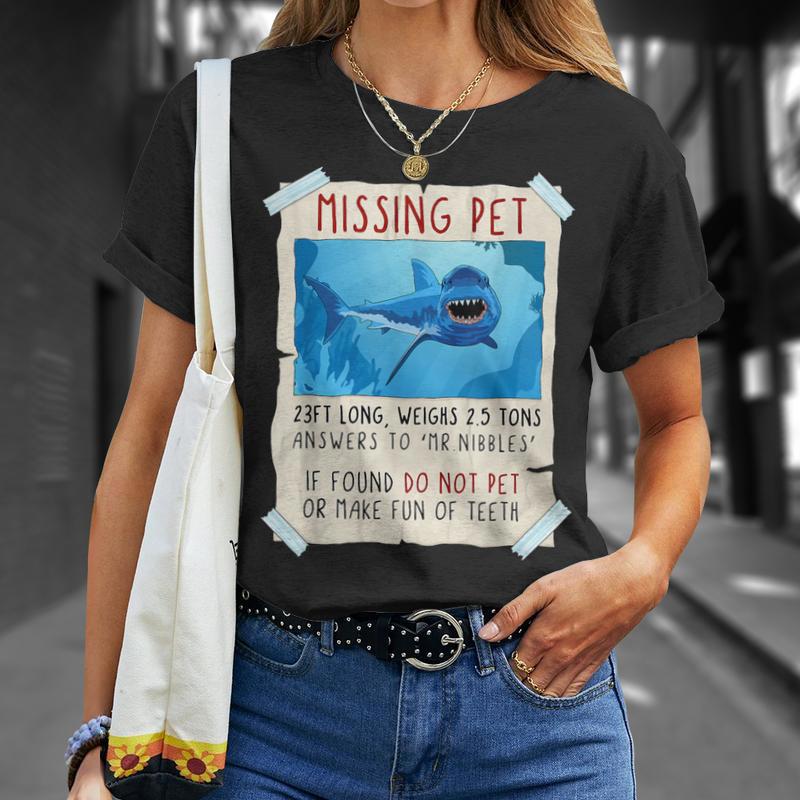 MISSING PET
23FT LONG, WEIGHS 2.5 TONS
ANSWERS TO 'MR.NIBBLES'
IF FOUND DO NOT PET
OR MAKE FUN OF TEETH